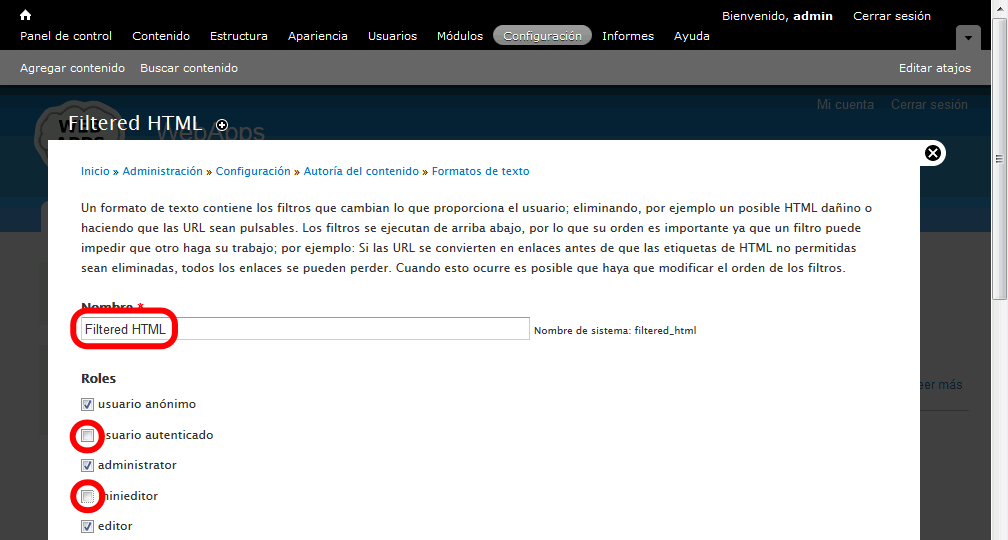 Bienvenido, admin Cerrar sesión
Panel de control Contenido Estructura Apariencia Usuarios Módulos Configuración Informes Ayuda
Agregar contenido Buscar contenido Editar atajos
Mi cuenta Cerrar sesión
Filtered HTML
WebApps
Inicio » Administración » Configuración » Autoría del contenido » Formatos de texto
Un formato de texto contiene los filtros que cambian lo que proporciona el usuario; eliminando, por ejemplo un posible HTML dañino o
haciendo que las URL sean pulsables. Los filtros se ejecutan de arriba abajo, por lo que su orden es importante ya que un filtro puede
impedir que otro haga su trabajo; por ejemplo: Si las URL se convierten en enlaces antes de que las etiquetas de HTML no permitidas
sean eliminadas, todos los enlaces se pueden perder. Cuando esto ocurre es posible que haya que modificar el orden de los filtros.
Nombre *
Filtered HTML Nombre de sistema: filtered_html
eer más
Roles
usuario anónimo
usuario autenticado
administrator
minieditor
editor